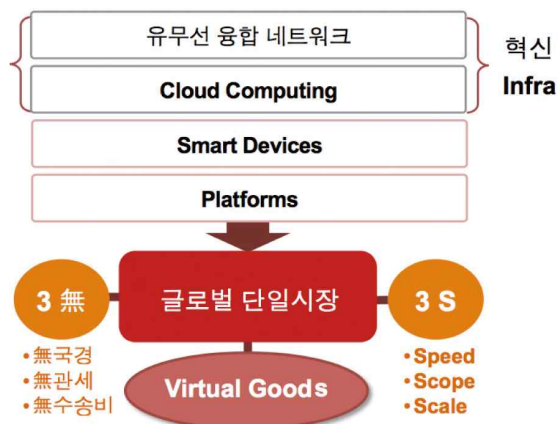 유무선 융합 네트워크
Cloud Computing
혁신
Infra
Smart Devices
Platforms
3 無
글로벌 단일시장
3 S
•無국경
•無관세
•無수송비
Virtual Goods
•Speed
•Scope
•Scale